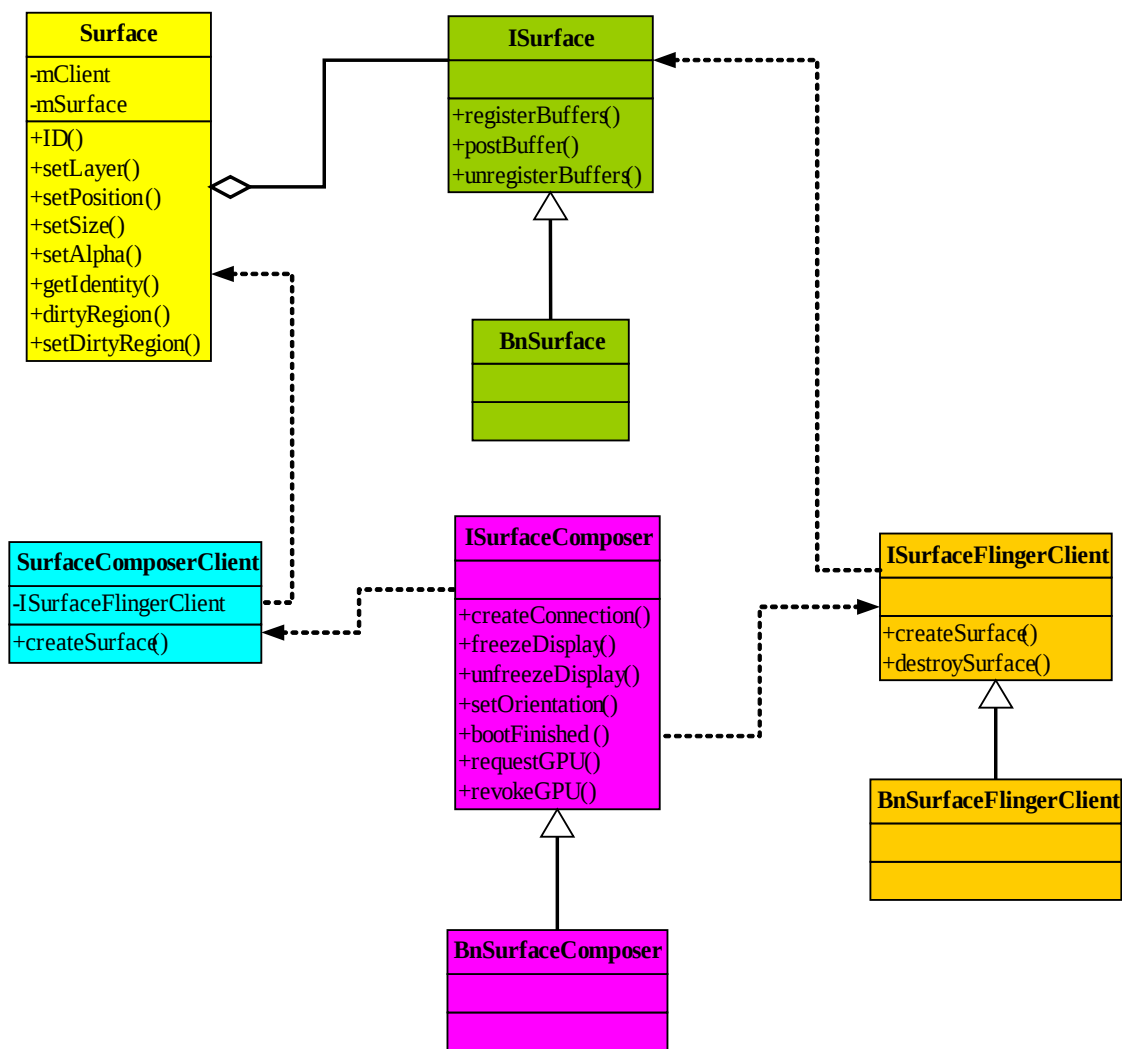 Surface
-mClient
-mSurface
+ID()
+setLayer()
+setPosition()
+setSize()
+setAlpha()
+getIdentity()
+dirtyRegion()
+setDirtyRegion()
ISurface
+registerBuffers()
+postBuffer()
+unregisterBuffers()
BnSurface
SurfaceComposerClient
-ISurfaceFlingerClient
+createSurface()
ISurfaceComposer
+createConnection()
+freezeDisplay()
+unfreezeDisplay()
+setOrientation()
+bootFinished ()
+requestGPU()
+revokeGPU()
BnSurfaceComposer
ISurfaceFlingerClient
+createSurface()
+destroySurface()
BnSurfaceFlingerClient